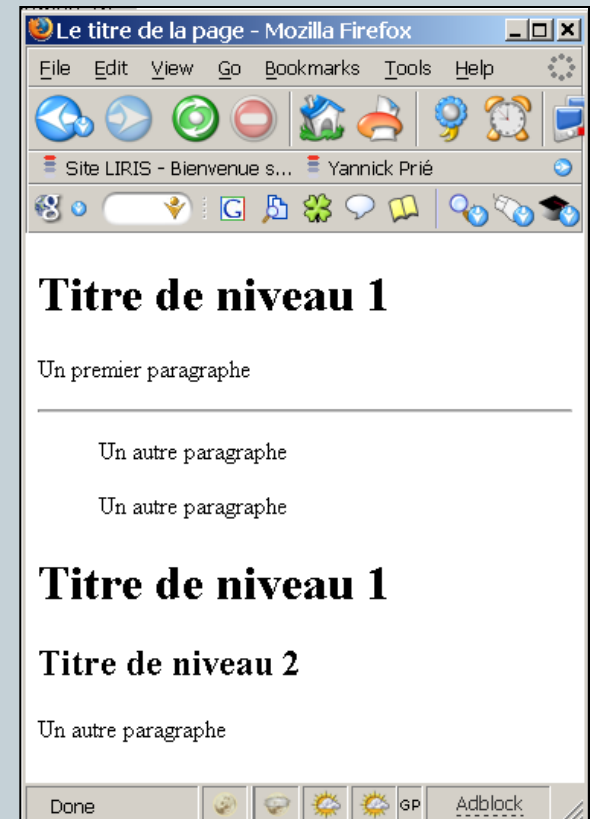 Le titre de la page - Mozilla Firefox
File Edit View Go Bookmarks Tools Help
Site LIRIS - Bienvenue s... Yannick Prié
G
Titre de niveau 1
Un premier paragraphe
Un autre paragraphe
Un autre paragraphe
Titre de niveau 1
Titre de niveau 2
Un autre paragraphe
Done GP Adblock